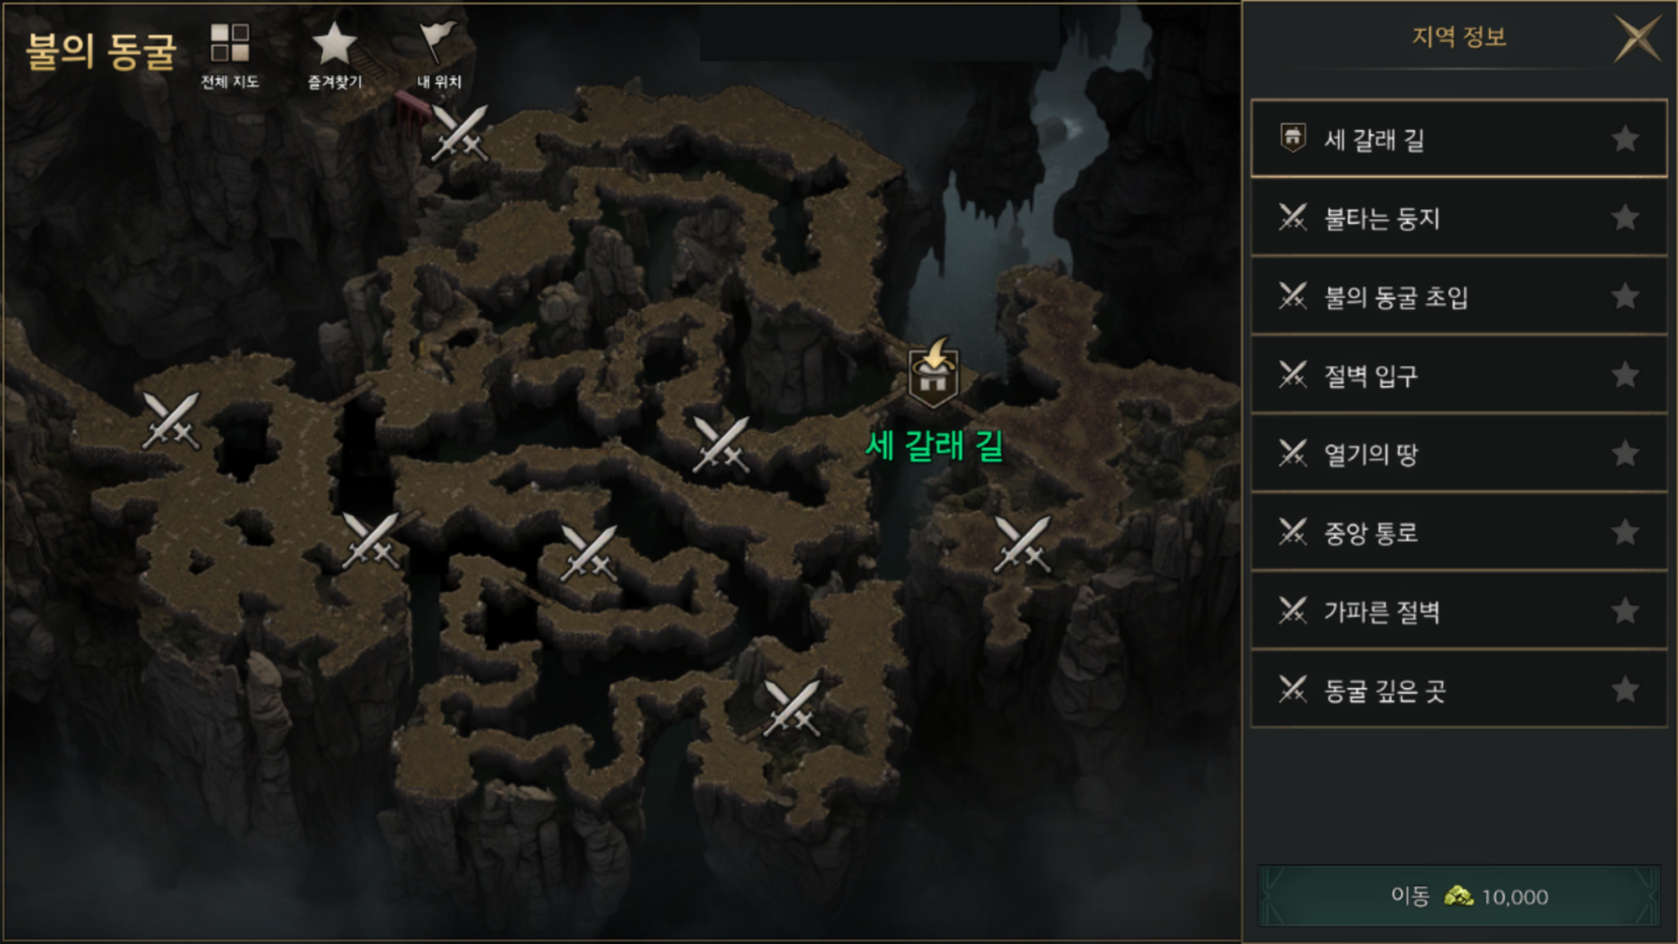 불의 동굴
전체 지도
즐겨찾기
내 위치
세 갈래 길
지역 정보
세 갈래 길
불타는 둥지
불의 동굴 초입
절벽 입구
열기의 땅
중앙 통로
가파른 절벽
동굴 깊은 곳
이동 10,000